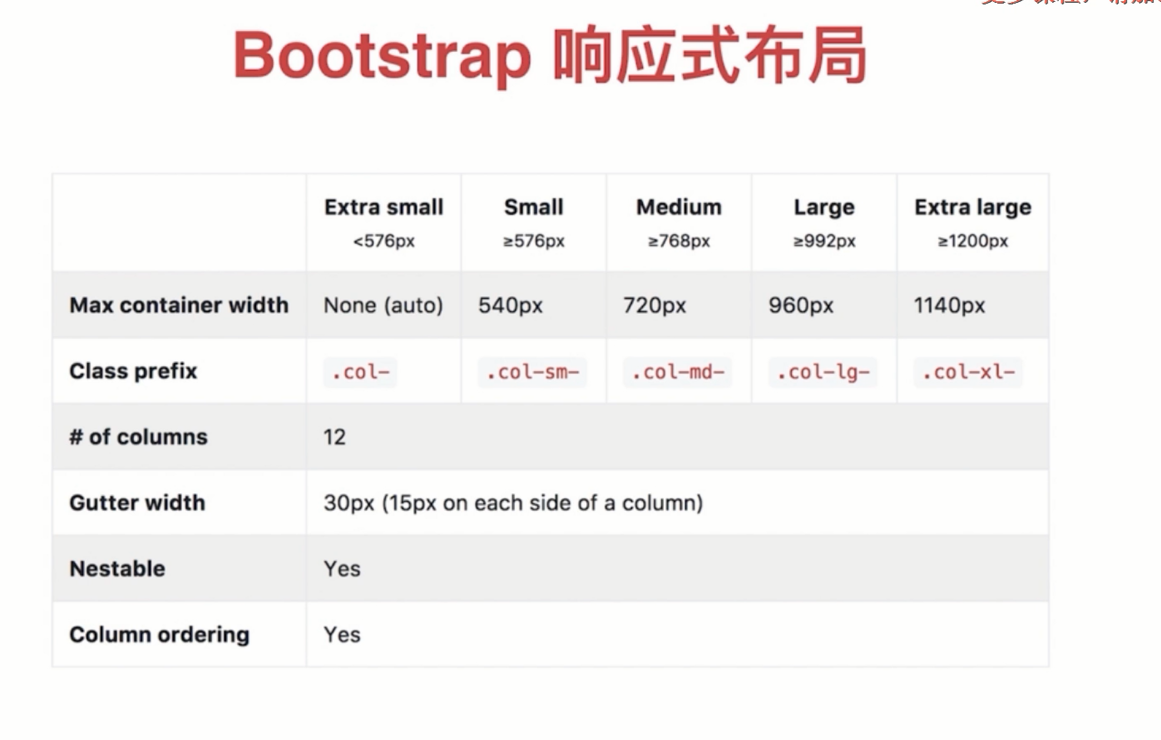 Bootstrap 响应式布局
Extra small Small Medium Large Extra large
<576px ≥576px ≥768px ≥992px ≥1200px
Max container width None (auto) 540px 720px 960px 1140px
Class prefix .col- .col-sm- .col-md- .col-lg- .col-xl-
# of columns 12
Gutter width 30px (15px on each side of a column)
Nestable Yes
Column ordering Yes